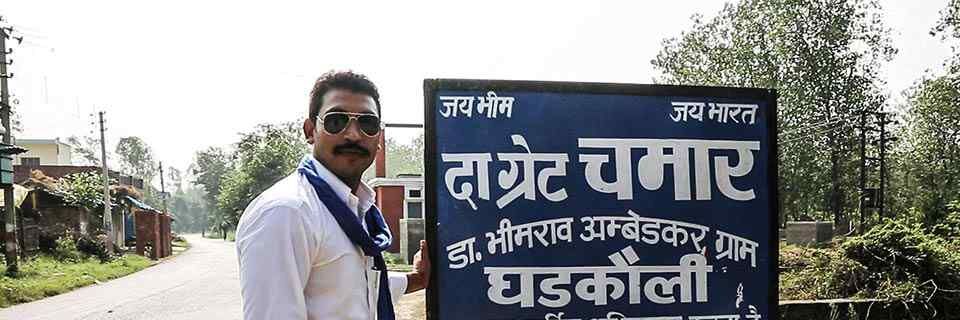 जय भीम जय भारत
दा ग्रेट चमार
डा. भीमराव अम्बेडकर ग्राम
घडकौली